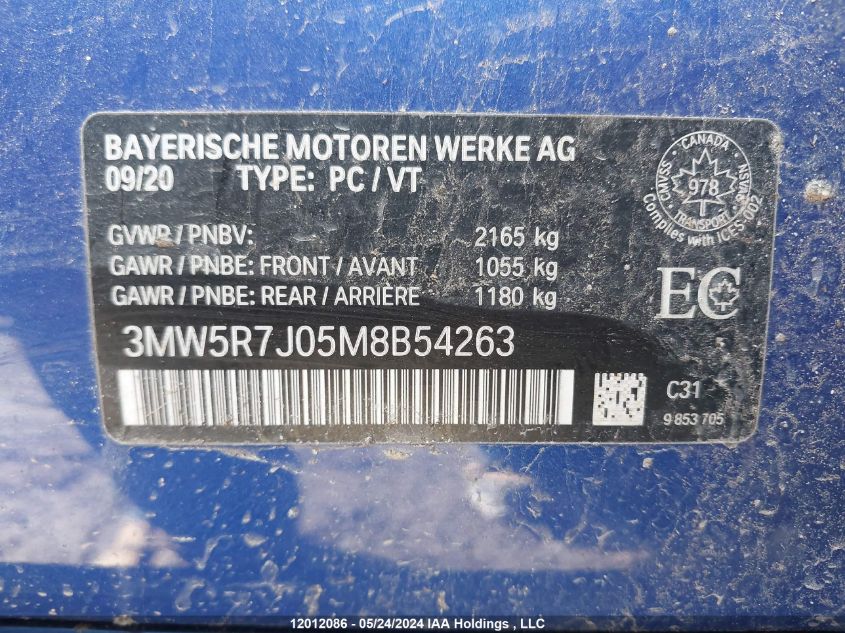 BAYERISCHE MOTOREN WERKE AG
09/20 TYPE: PC / VT
GVWR / PNBV: 2165 kg
GAWR / PNBE: FRONT / AVANT 1055 kg
GAWR / PNBE: REAR / ARRIÈRE 1180 kg
3MW5R7J05M8B54263
CANADA
CMVSS
NSVAC
978
TRANSPORT
Complies with ICES-002
EC
C31
9 853 705
12012086 - 05/24/2024 IAA Holdings , LLC